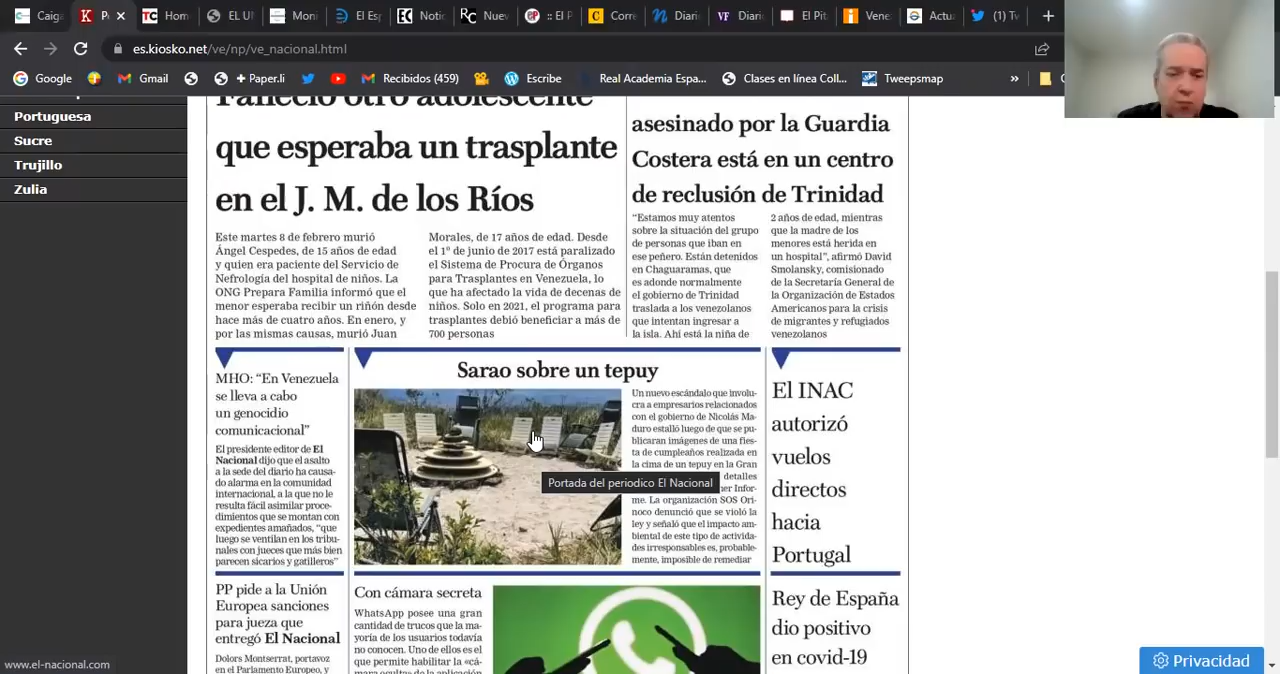 Caiga
P
Hom
EL U
Moni
El Es
Notic
Nuev
:: El P
Corre
Diari
Diari
El Pit
Vene
Actu
(1) Tw
es.kiosko.net/ve/np/ve_nacional.html
Google
Gmail
+ Paper.li
Recibidos (459)
Escribe
Real Academia Espa...
Clases en línea Coll...
Tweepsmap
»
Portuguesa
Sucre
Trujillo
Zulia
Falleció otro adolescente
que esperaba un trasplante
en el J. M. de los Ríos
Este martes 8 de febrero murió
Ángel Cespedes, de 15 años de edad
y quien era paciente del Servicio de
Nefrología del hospital de niños. La
ONG Prepara Familia informó que el
menor esperaba recibir un riñón desde
hace más de cuatro años. En enero, y
por las mismas causas, murió Juan
Morales, de 17 años de edad. Desde
el 1º de junio de 2017 está paralizado
el Sistema de Procura de Órganos
para Trasplantes en Venezuela, lo
que ha afectado la vida de decenas de
niños. Solo en 2021, el programa para
trasplantes debió beneficiar a más de
700 personas
asesinado por la Guardia
Costera está en un centro
de reclusión de Trinidad
“Estamos muy atentos
sobre la situación del grupo
de personas que iban en
ese peñero. Están detenidos
en Chaguaramas, que
es adonde normalmente
el gobierno de Trinidad
traslada a los venezolanos
que intentan ingresar a
la isla. Ahí está la niña de
2 años de edad, mientras
que la madre de los
menores está herida en
un hospital”, afirmó David
Smolansky, comisionado
de la Secretaría General de
la Organización de Estados
Americanos para la crisis
de migrantes y refugiados
venezolanos
MHO: “En Venezuela
se lleva a cabo
un genocidio
comunicacional”
El presidente editor de El
Nacional dijo que el asalto
a la sede del diario ha causa-
do alarma en la comunidad
internacional, a la que no le
resulta fácil asimilar proce-
dimientos que se montan con
expedientes amañados, “que
luego se ventilan en los tribu-
nales con jueces que más bien
parecen sicarios y gatilleros”
Sarao sobre un tepuy
Un nuevo escándalo que involu-
cra a empresarios relacionados
con el gobierno de Nicolás Ma-
duro estalló luego de que se pu-
blicaran imágenes de una fies-
ta de cumpleaños realizada en
la cima de un tepuy en la Gran
detalles
ner Infor-
me. La organización SOS Ori-
noco denunció que se violó la
ley y señaló que el impacto am-
biental de este tipo de activida-
des irresponsables es, probable-
mente, imposible de remediar
Portada del periodico El Nacional
El INAC
autorizó
vuelos
directos
hacia
Portugal
PP pide a la Unión
Europea sanciones
para jueza que
entregó El Nacional
Dolors Montserrat, portavoz
en el Parlamento Europeo, y
Con cámara secreta
WhatsApp posee una gran
cantidad de trucos que la ma-
yoría de los usuarios todavía
no conocen. Uno de ellos es el
que permite habilitar la «cá-
mara oculta» de la aplicación
Rey de España
dio positivo
en covid-19
www.el-nacional.com
Privacidad